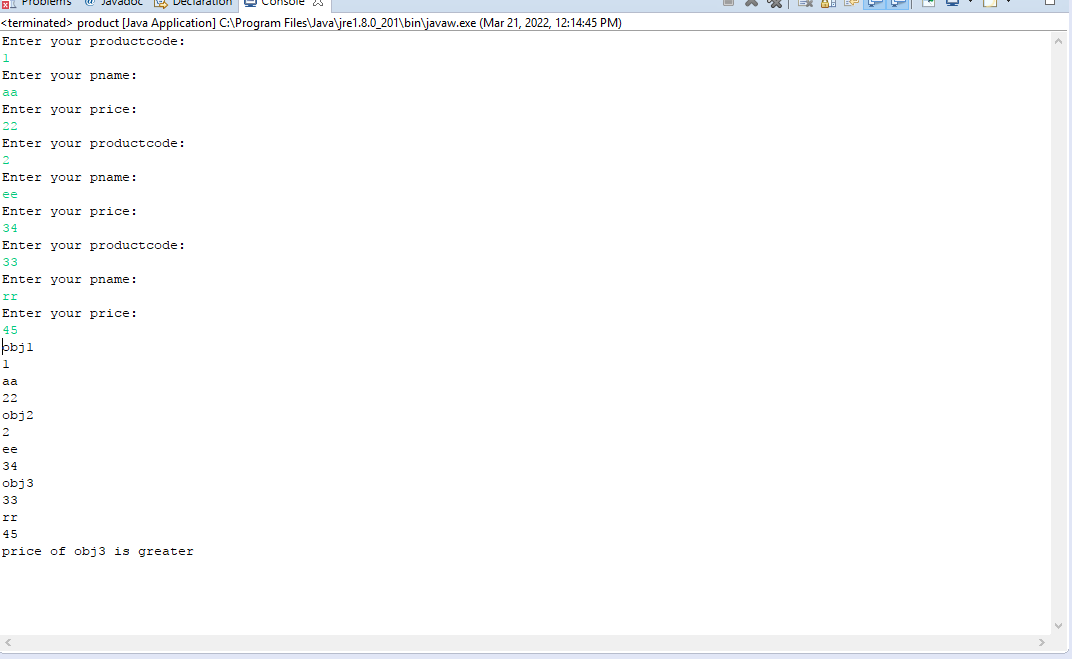 Problems @ Javadoc Declaration Console
<terminated> product [Java Application] C:\Program Files\Java\jre1.8.0_201\bin\javaw.exe (Mar 21, 2022, 12:14:45 PM)
Enter your productcode:
1
Enter your pname:
aa
Enter your price:
22
Enter your productcode:
2
Enter your pname:
ee
Enter your price:
34
Enter your productcode:
33
Enter your pname:
rr
Enter your price:
45
obj1
1
aa
22
obj2
2
ee
34
obj3
33
rr
45
price of obj3 is greater